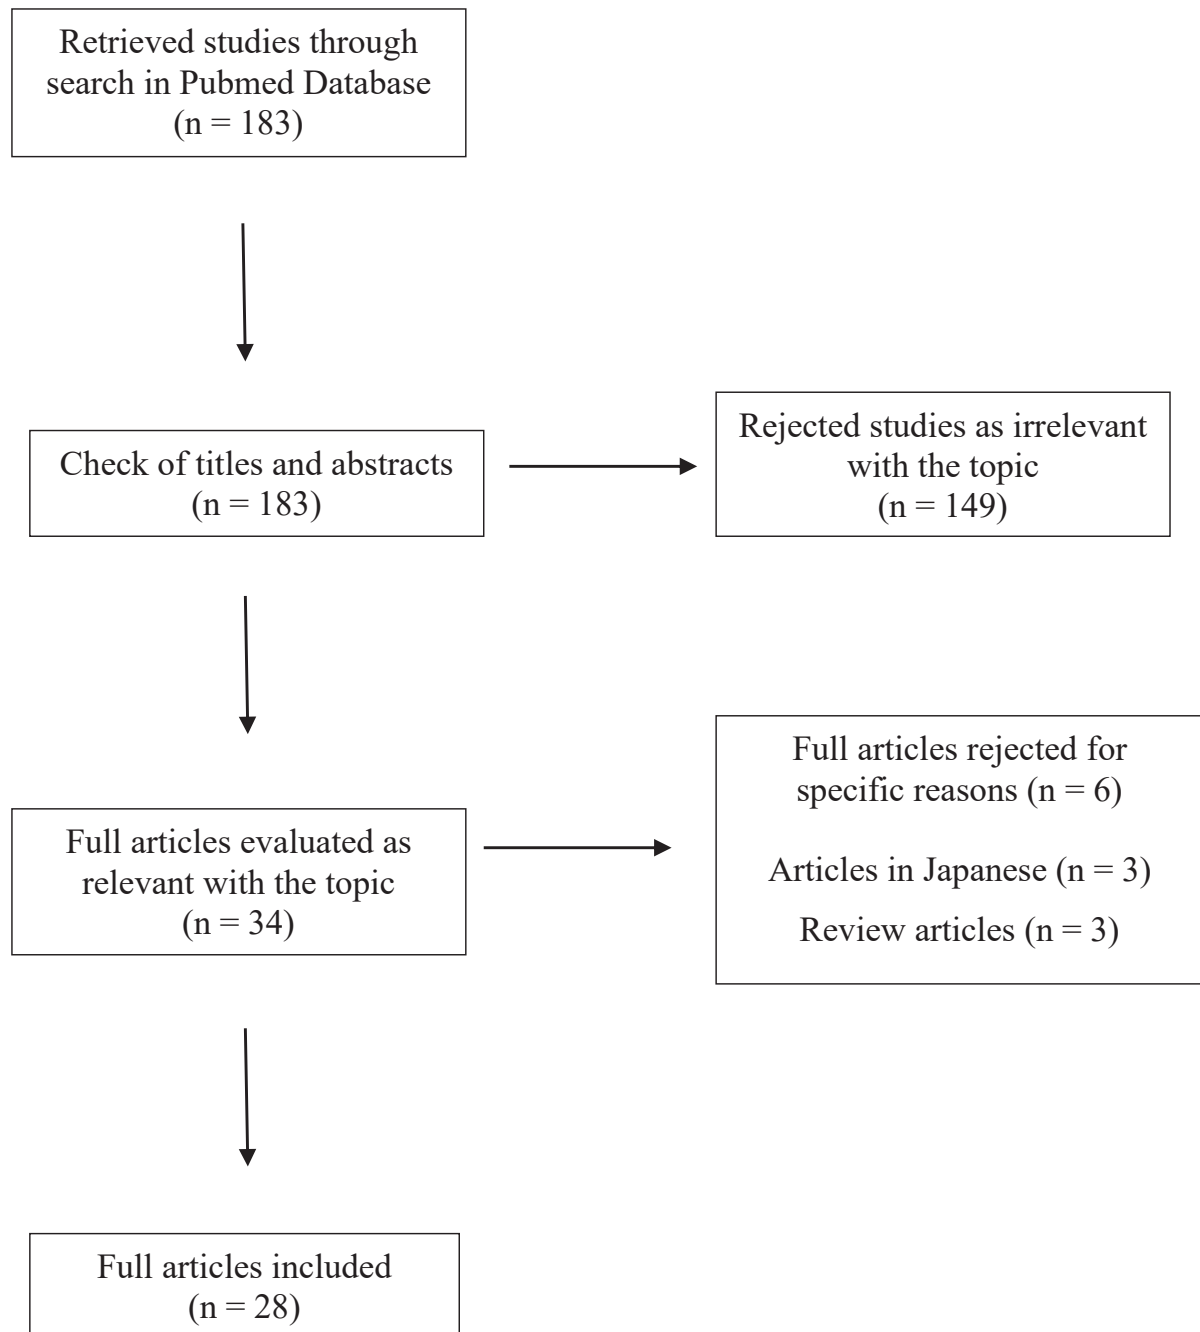 Retrieved studies through
search in Pubmed Database
(n = 183)
Check of titles and abstracts
(n = 183)
Rejected studies as irrelevant
with the topic
(n = 149)
Full articles evaluated as
relevant with the topic
(n = 34)
Full articles rejected for
specific reasons (n = 6)
Articles in Japanese (n = 3)
Review articles (n = 3)
Full articles included
(n = 28)